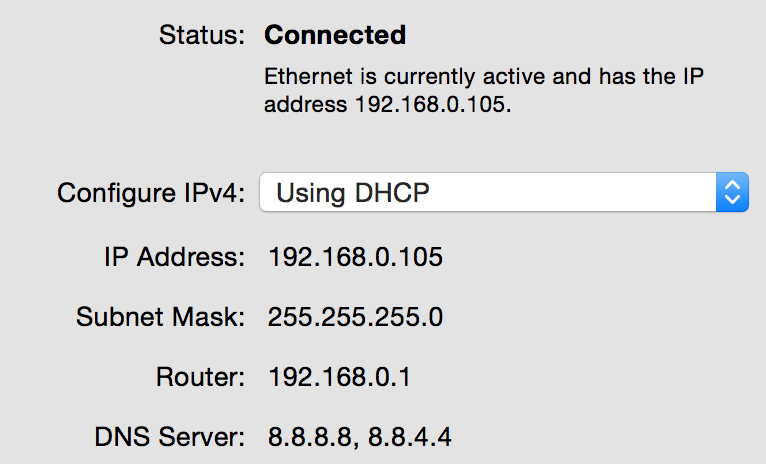 Status: Connected
Ethernet is currently active and has the IP
address 192.168.0.105.
Configure IPv4: Using DHCP
IP Address: 192.168.0.105
Subnet Mask: 255.255.255.0
Router: 192.168.0.1
DNS Server: 8.8.8.8, 8.8.4.4